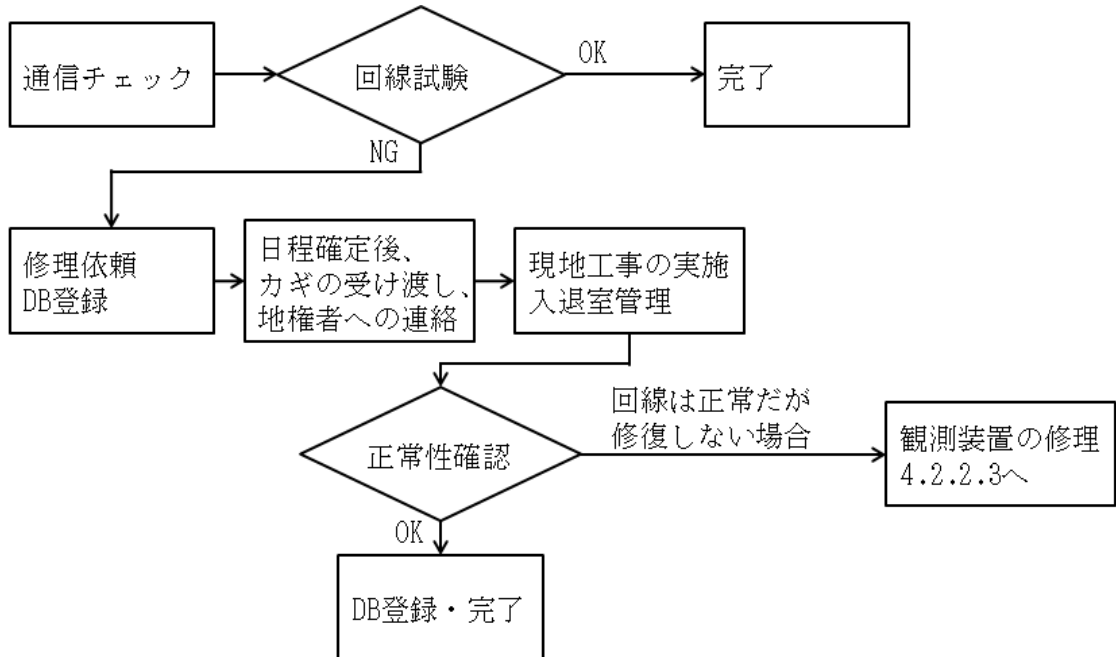 通信チェック
回線試験
OK
完了
NG
修理依頼
DB登録
日程確定後、
カギの受け渡し、
地権者への連絡
現地工事の実施
入退室管理
正常性確認
回線は正常だが
修復しない場合
観測装置の修理
4.2.2.3へ
OK
DB登録・完了